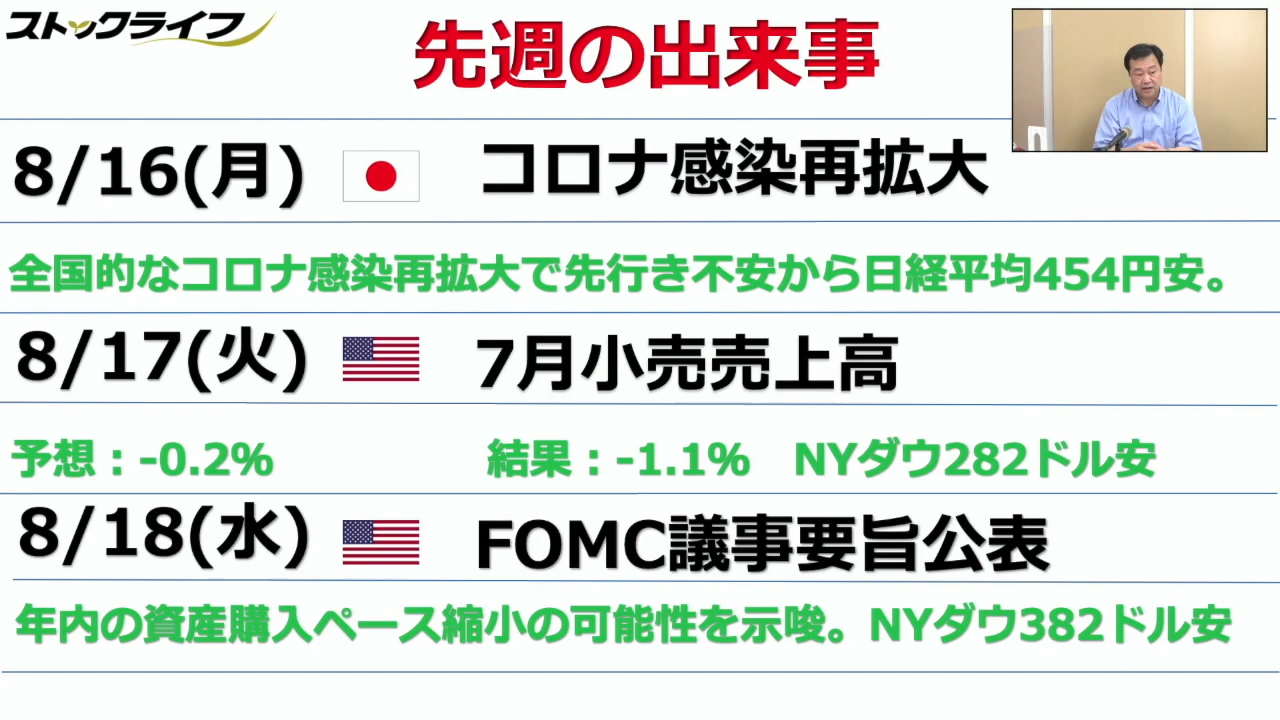 ストックライフ
先週の出来事
8/16(月) コロナ感染再拡大
全国的なコロナ感染再拡大で先行き不安から日経平均454円安。
8/17(火) 7月小売売上高
予想：-0.2% 結果：-1.1% NYダウ282ドル安
8/18(水) FOMC議事要旨公表
年内の資産購入ペース縮小の可能性を示唆。NYダウ382ドル安